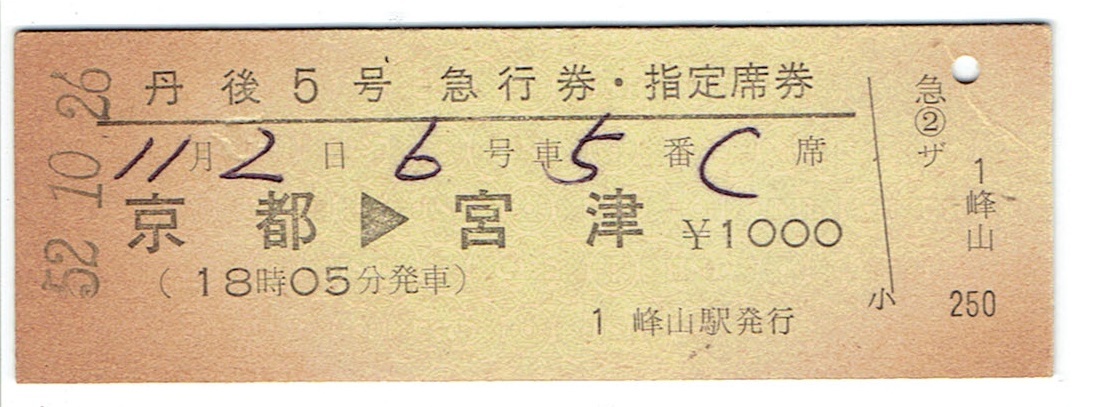 52 10 26
丹後5号 急行券・指定席券
11月2日 6号車5番C席
京都▶宮津 ¥1000
(18時05分発車)
1 峰山駅発行
小
急②ザ
1峰山
250